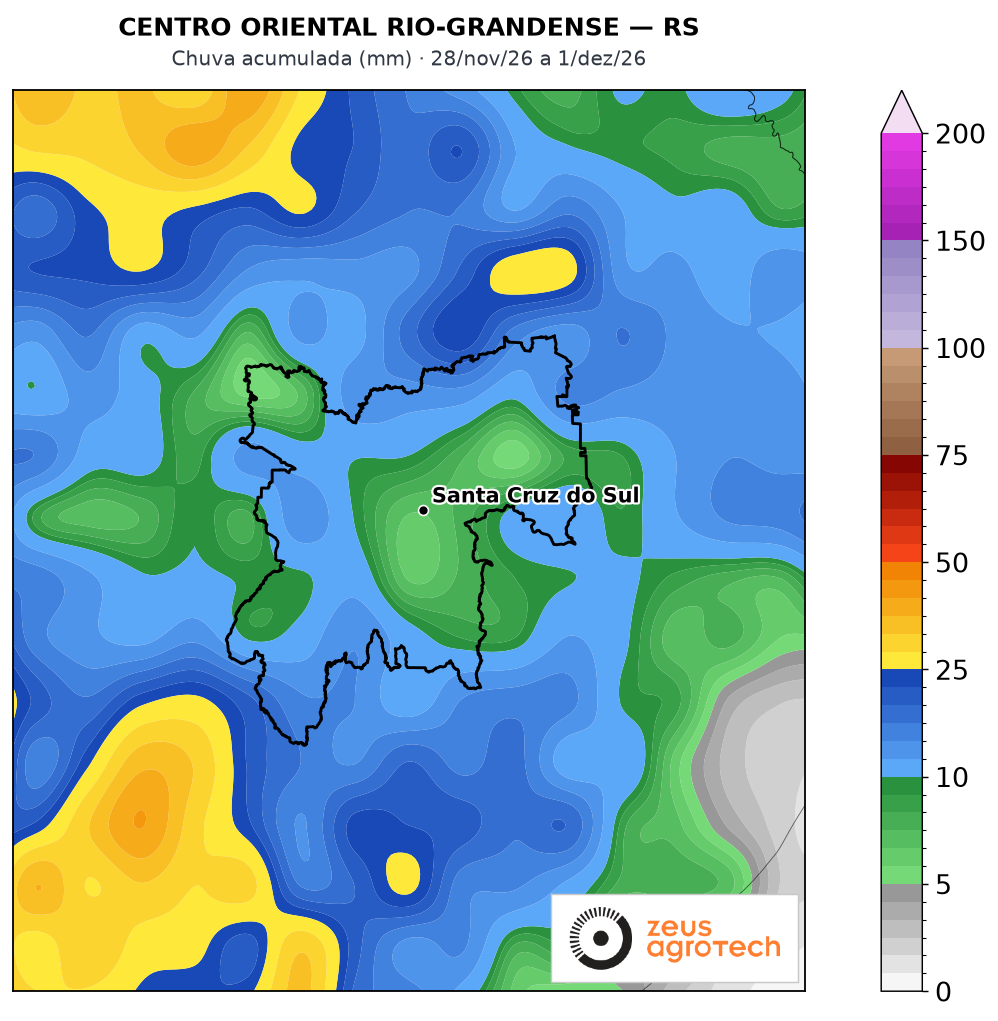 CENTRO ORIENTAL RIO-GRANDENSE — RS
Chuva acumulada (mm) · 28/nov/26 a 1/dez/26
200
150
100
75
50
25
10
5
0
Santa Cruz do Sul
zeus
agrotech